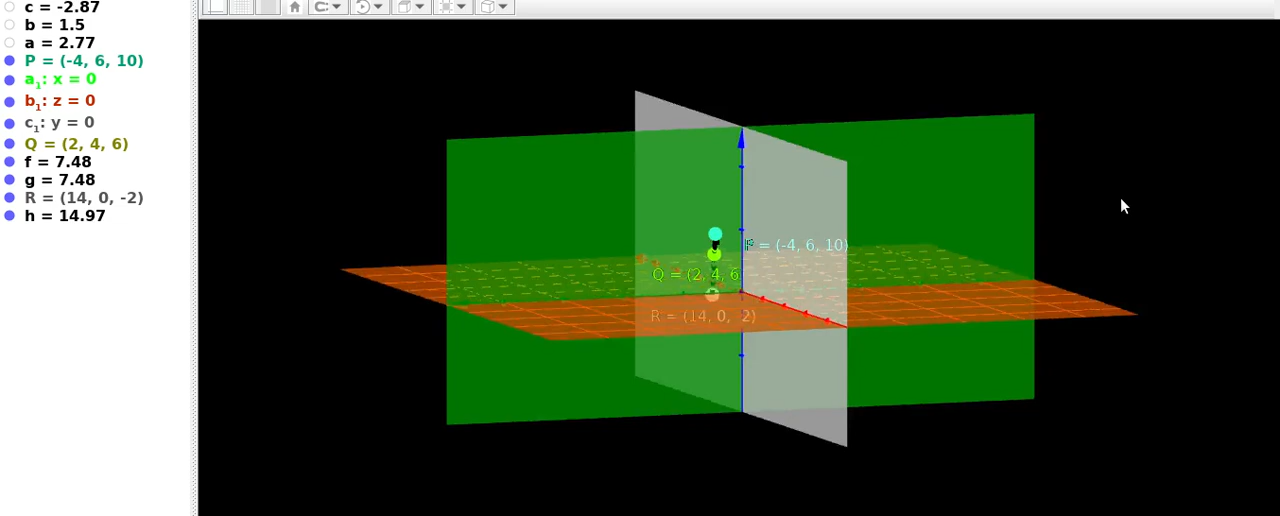 c = -2.87
b = 1.5
a = 2.77
P = (-4, 6, 10)
a₁: x = 0
b₁: z = 0
c₁: y = 0
Q = (2, 4, 6)
f = 7.48
g = 7.48
R = (14, 0, -2)
h = 14.97
P = (-4, 6, 10)
Q = (2, 4, 6
R = (14, 0, 2)